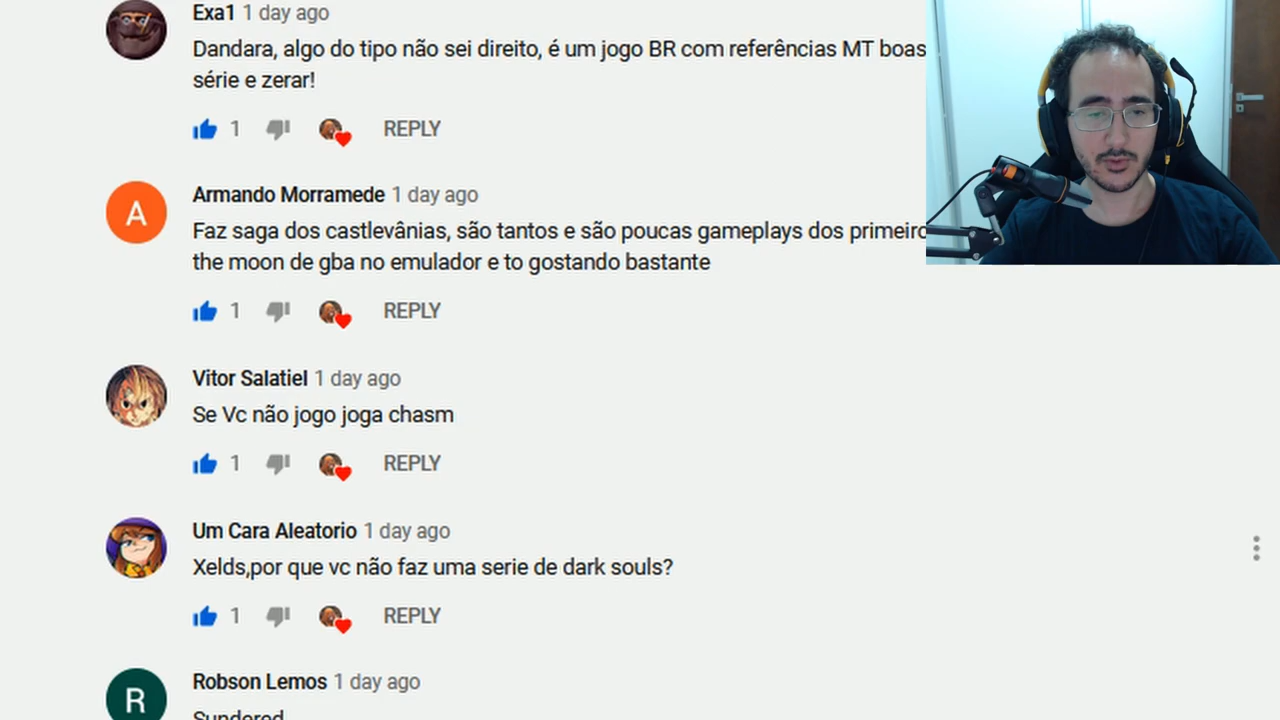 Exa1 1 day ago
Dandara, algo do tipo não sei direito, é um jogo BR com referências MT boas
série e zerar!
1 REPLY
A
Armando Morramede 1 day ago
Faz saga dos castlevânias, são tantos e são poucas gameplays dos primeiro
the moon de gba no emulador e to gostando bastante
1 REPLY
Vitor Salatiel 1 day ago
Se Vc não jogo joga chasm
1 REPLY
Um Cara Aleatorio 1 day ago
Xelds,por que vc não faz uma serie de dark souls?
1 REPLY
R
Robson Lemos 1 day ago
Sundered